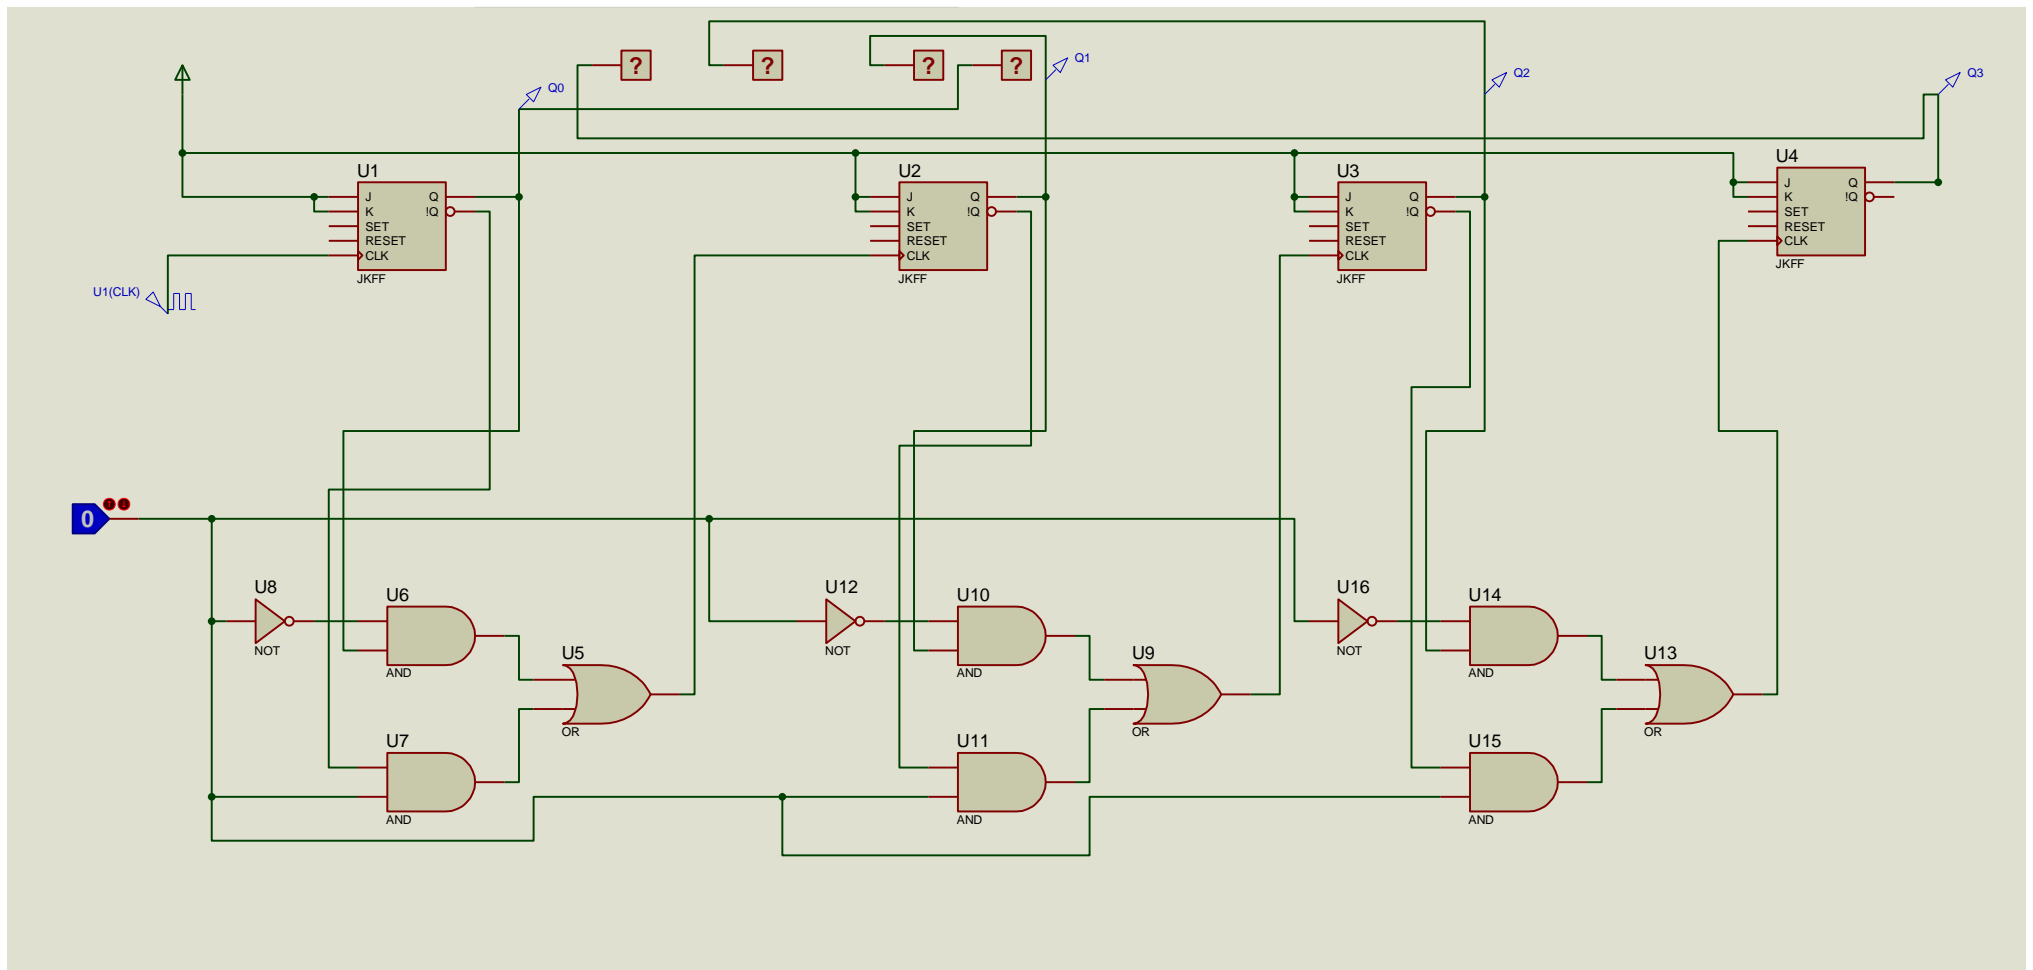 ? ? ? ?
Q0
Q1
Q2
Q3
U1
J Q
K !Q
SET
RESET
CLK
JKFF
U2
J Q
K !Q
SET
RESET
CLK
JKFF
U3
J Q
K !Q
SET
RESET
CLK
JKFF
U4
J Q
K !Q
SET
RESET
CLK
JKFF
U1(CLK)
0
U8
NOT
U6
AND
U5
OR
U7
AND
U12
NOT
U10
AND
U9
OR
U11
AND
U16
NOT
U14
AND
U13
OR
U15
AND